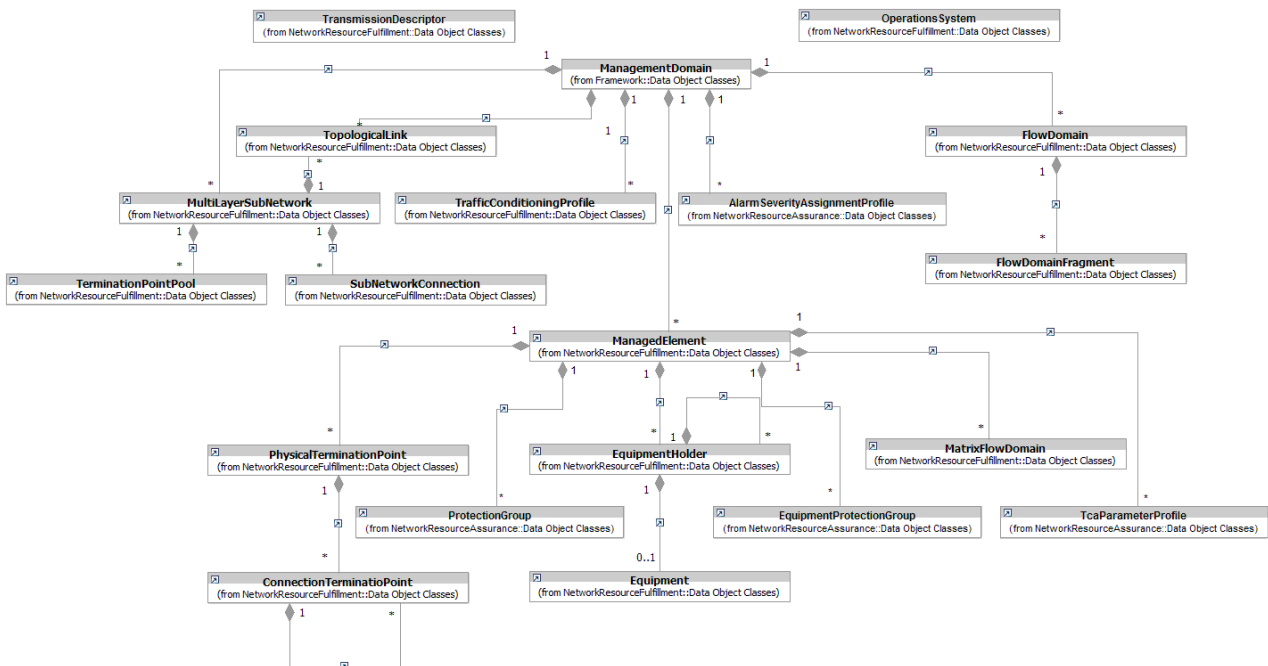 TransmissionDescriptor
(from NetworkResourceFulfillment::Data Object Classes)
OperationsSystem
(from NetworkResourceFulfillment::Data Object Classes)
1
ManagementDomain
(from Framework::Data Object Classes)
1
1
1
1
1
*
TopologicalLink
(from NetworkResourceFulfillment::Data Object Classes)
*
*
FlowDomain
(from NetworkResourceFulfillment::Data Object Classes)
1
*
1
*
*
MultiLayerSubNetwork
(from NetworkResourceFulfillment::Data Object Classes)
TrafficConditioningProfile
(from NetworkResourceFulfillment::Data Object Classes)
AlarmSeverityAssignmentProfile
(from NetworkResourceAssurance::Data Object Classes)
1
1
*
*
*
FlowDomainFragment
(from NetworkResourceFulfillment::Data Object Classes)
TerminationPointPool
(from NetworkResourceFulfillment::Data Object Classes)
SubNetworkConnection
(from NetworkResourceFulfillment::Data Object Classes)
*
1
1
ManagedElement
(from NetworkResourceFulfillment::Data Object Classes)
1
1
1
1
*
*
1
*
*
PhysicalTerminationPoint
(from NetworkResourceFulfillment::Data Object Classes)
EquipmentHolder
(from NetworkResourceFulfillment::Data Object Classes)
MatrixFlowDomain
(from NetworkResourceFulfillment::Data Object Classes)
1
1
*
*
*
ProtectionGroup
(from NetworkResourceAssurance::Data Object Classes)
EquipmentProtectionGroup
(from NetworkResourceAssurance::Data Object Classes)
TcaParameterProfile
(from NetworkResourceAssurance::Data Object Classes)
*
0..1
ConnectionTerminatioPoint
(from NetworkResourceFulfillment::Data Object Classes)
Equipment
(from NetworkResourceFulfillment::Data Object Classes)
1
*